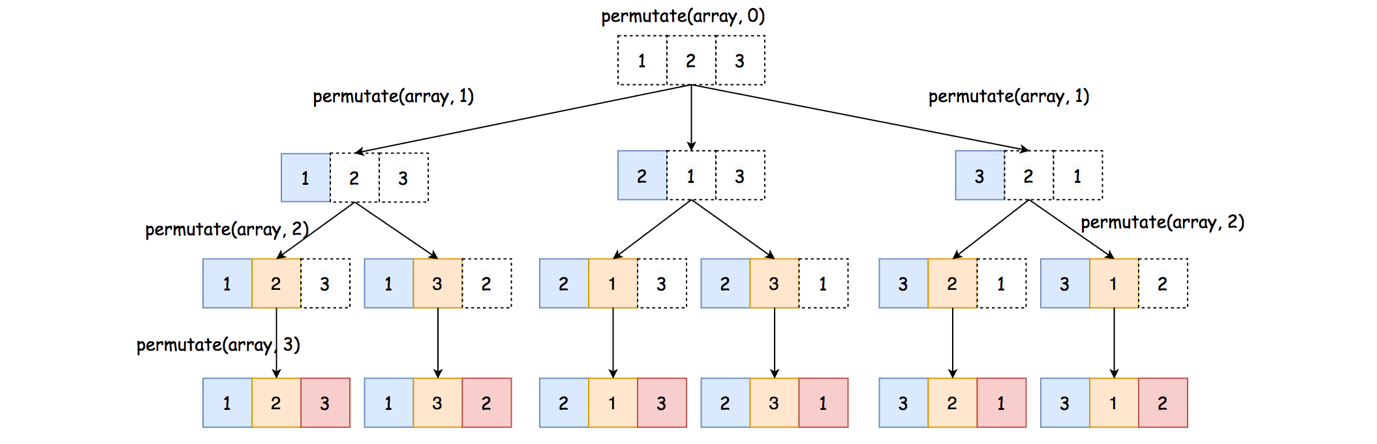 permutate(array, 0)
1 2 3
permutate(array, 1)
permutate(array, 1)
1 2 3
2 1 3
3 2 1
permutate(array, 2)
permutate(array, 2)
1 2 3
1 3 2
2 1 3
2 3 1
3 2 1
3 1 2
permutate(array, 3)
1 2 3
1 3 2
2 1 3
2 3 1
3 2 1
3 1 2